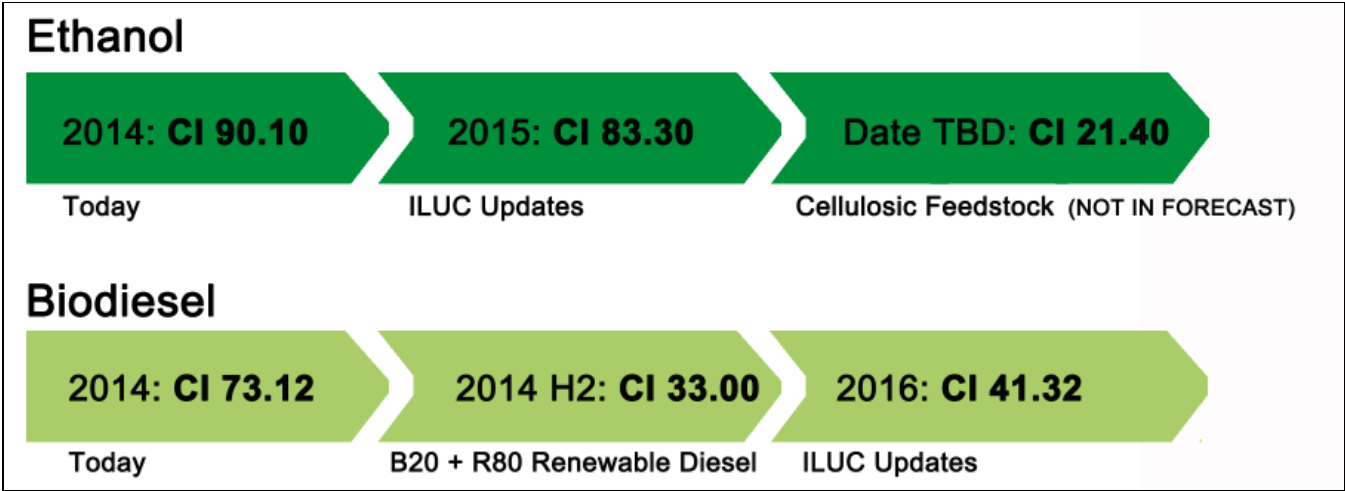 Ethanol
2014: CI 90.10
2015: CI 83.30
Date TBD: CI 21.40
Today
ILUC Updates
Cellulosic Feedstock (NOT IN FORECAST)
Biodiesel
2014: CI 73.12
2014 H2: CI 33.00
2016: CI 41.32
Today
B20 + R80 Renewable Diesel
ILUC Updates